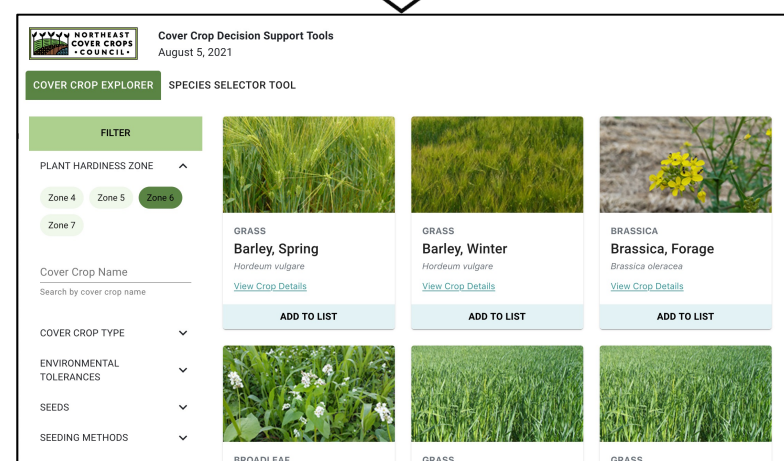 NORTHEAST
COVER CROPS
• COUNCIL •
Cover Crop Decision Support Tools
August 5, 2021
COVER CROP EXPLORER
SPECIES SELECTOR TOOL
FILTER
PLANT HARDINESS ZONE
Zone 4
Zone 5
Zone 6
Zone 7
Cover Crop Name
Search by cover crop name
COVER CROP TYPE
ENVIRONMENTAL
TOLERANCES
SEEDS
SEEDING METHODS
GRASS
Barley, Spring
Hordeum vulgare
View Crop Details
ADD TO LIST
GRASS
Barley, Winter
Hordeum vulgare
View Crop Details
ADD TO LIST
BRASSICA
Brassica, Forage
Brassica oleracea
View Crop Details
ADD TO LIST
BROADLEAF
GRASS
GRASS